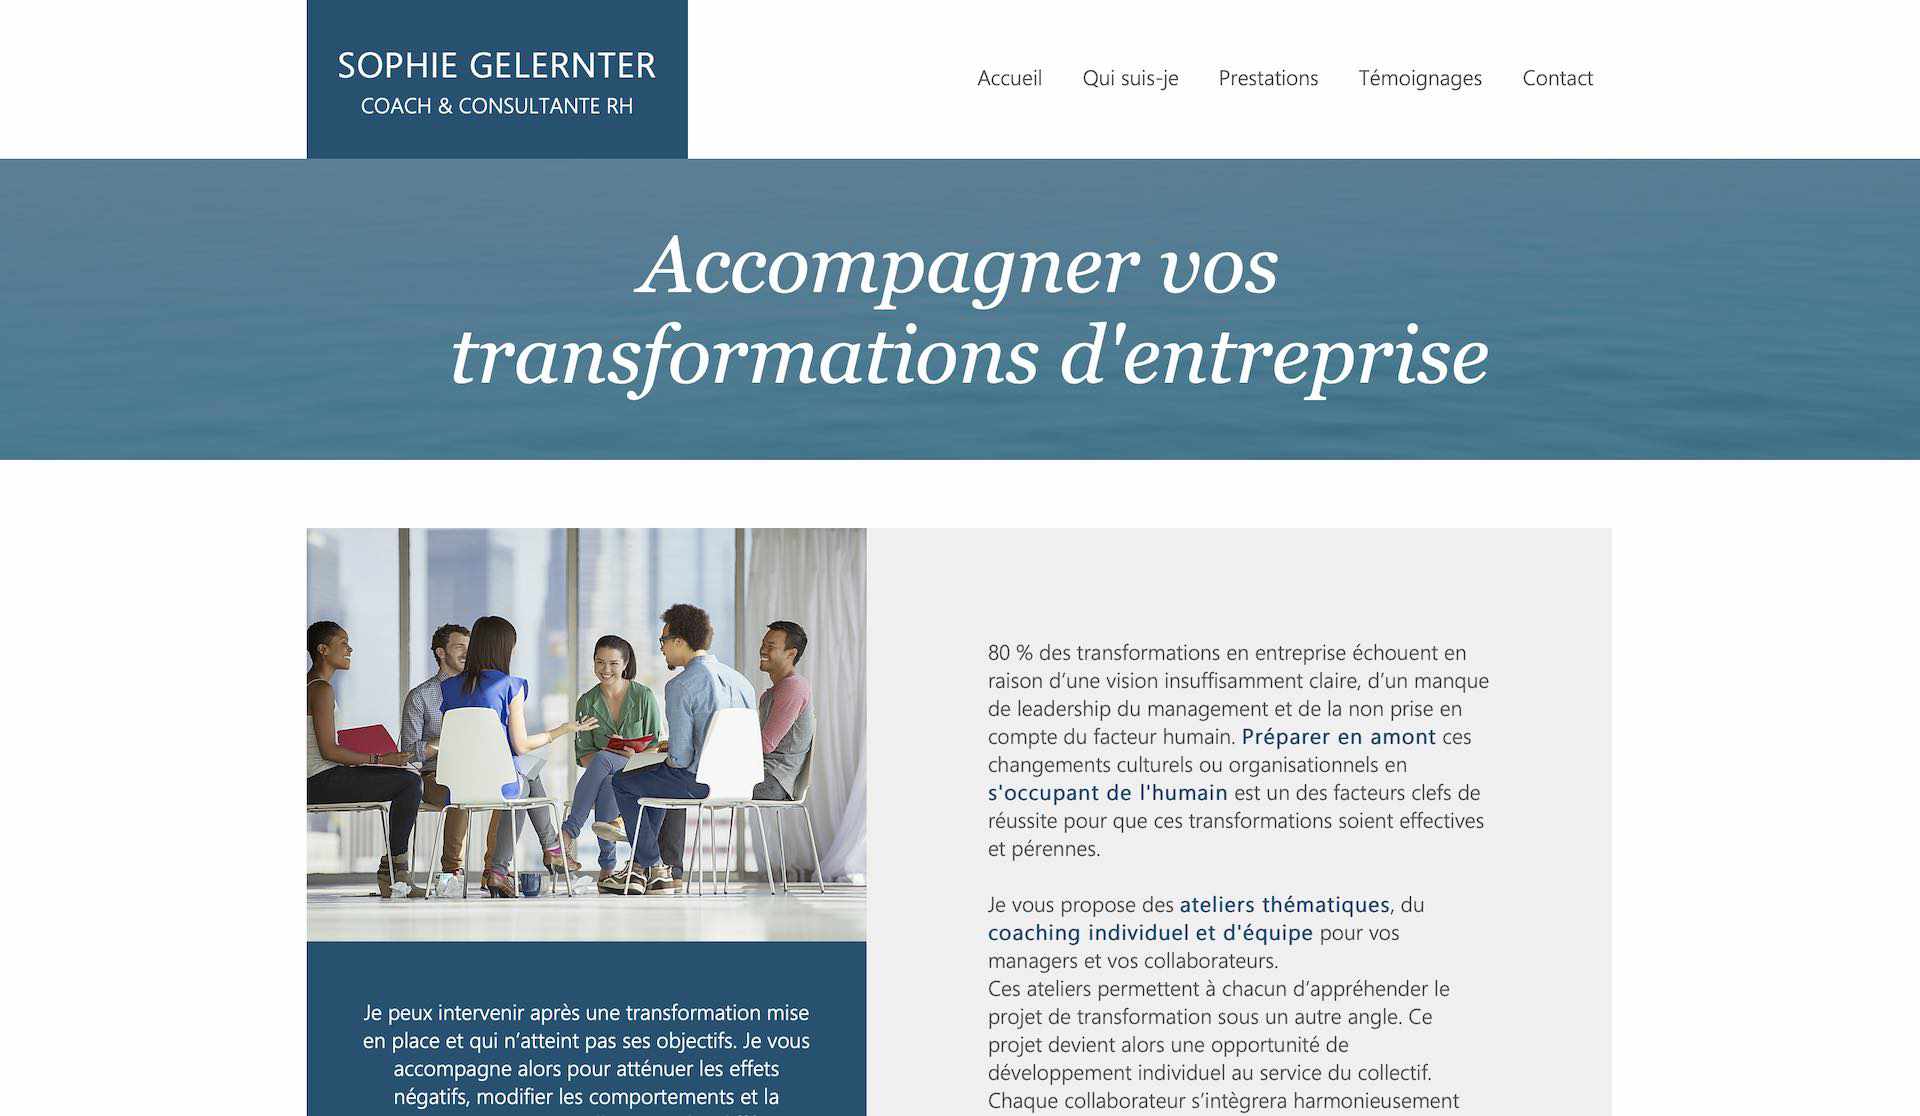 SOPHIE GELERNTER
COACH & CONSULTANTE RH
Accueil
Qui suis-je
Prestations
Témoignages
Contact
Accompagner vos
transformations d'entreprise
Je peux intervenir après une transformation mise
en place et qui n’atteint pas ses objectifs. Je vous
accompagne alors pour atténuer les effets
négatifs, modifier les comportements et la
80 % des transformations en entreprise échouent en
raison d’une vision insuffisamment claire, d’un manque
de leadership du management et de la non prise en
compte du facteur humain. Préparer en amont ces
changements culturels ou organisationnels en
s'occupant de l'humain est un des facteurs clefs de
réussite pour que ces transformations soient effectives
et pérennes.
Je vous propose des ateliers thématiques, du
coaching individuel et d'équipe pour vos
managers et vos collaborateurs.
Ces ateliers permettent à chacun d’appréhender le
projet de transformation sous un autre angle. Ce
projet devient alors une opportunité de
développement individuel au service du collectif.
Chaque collaborateur s’intègrera harmonieusement